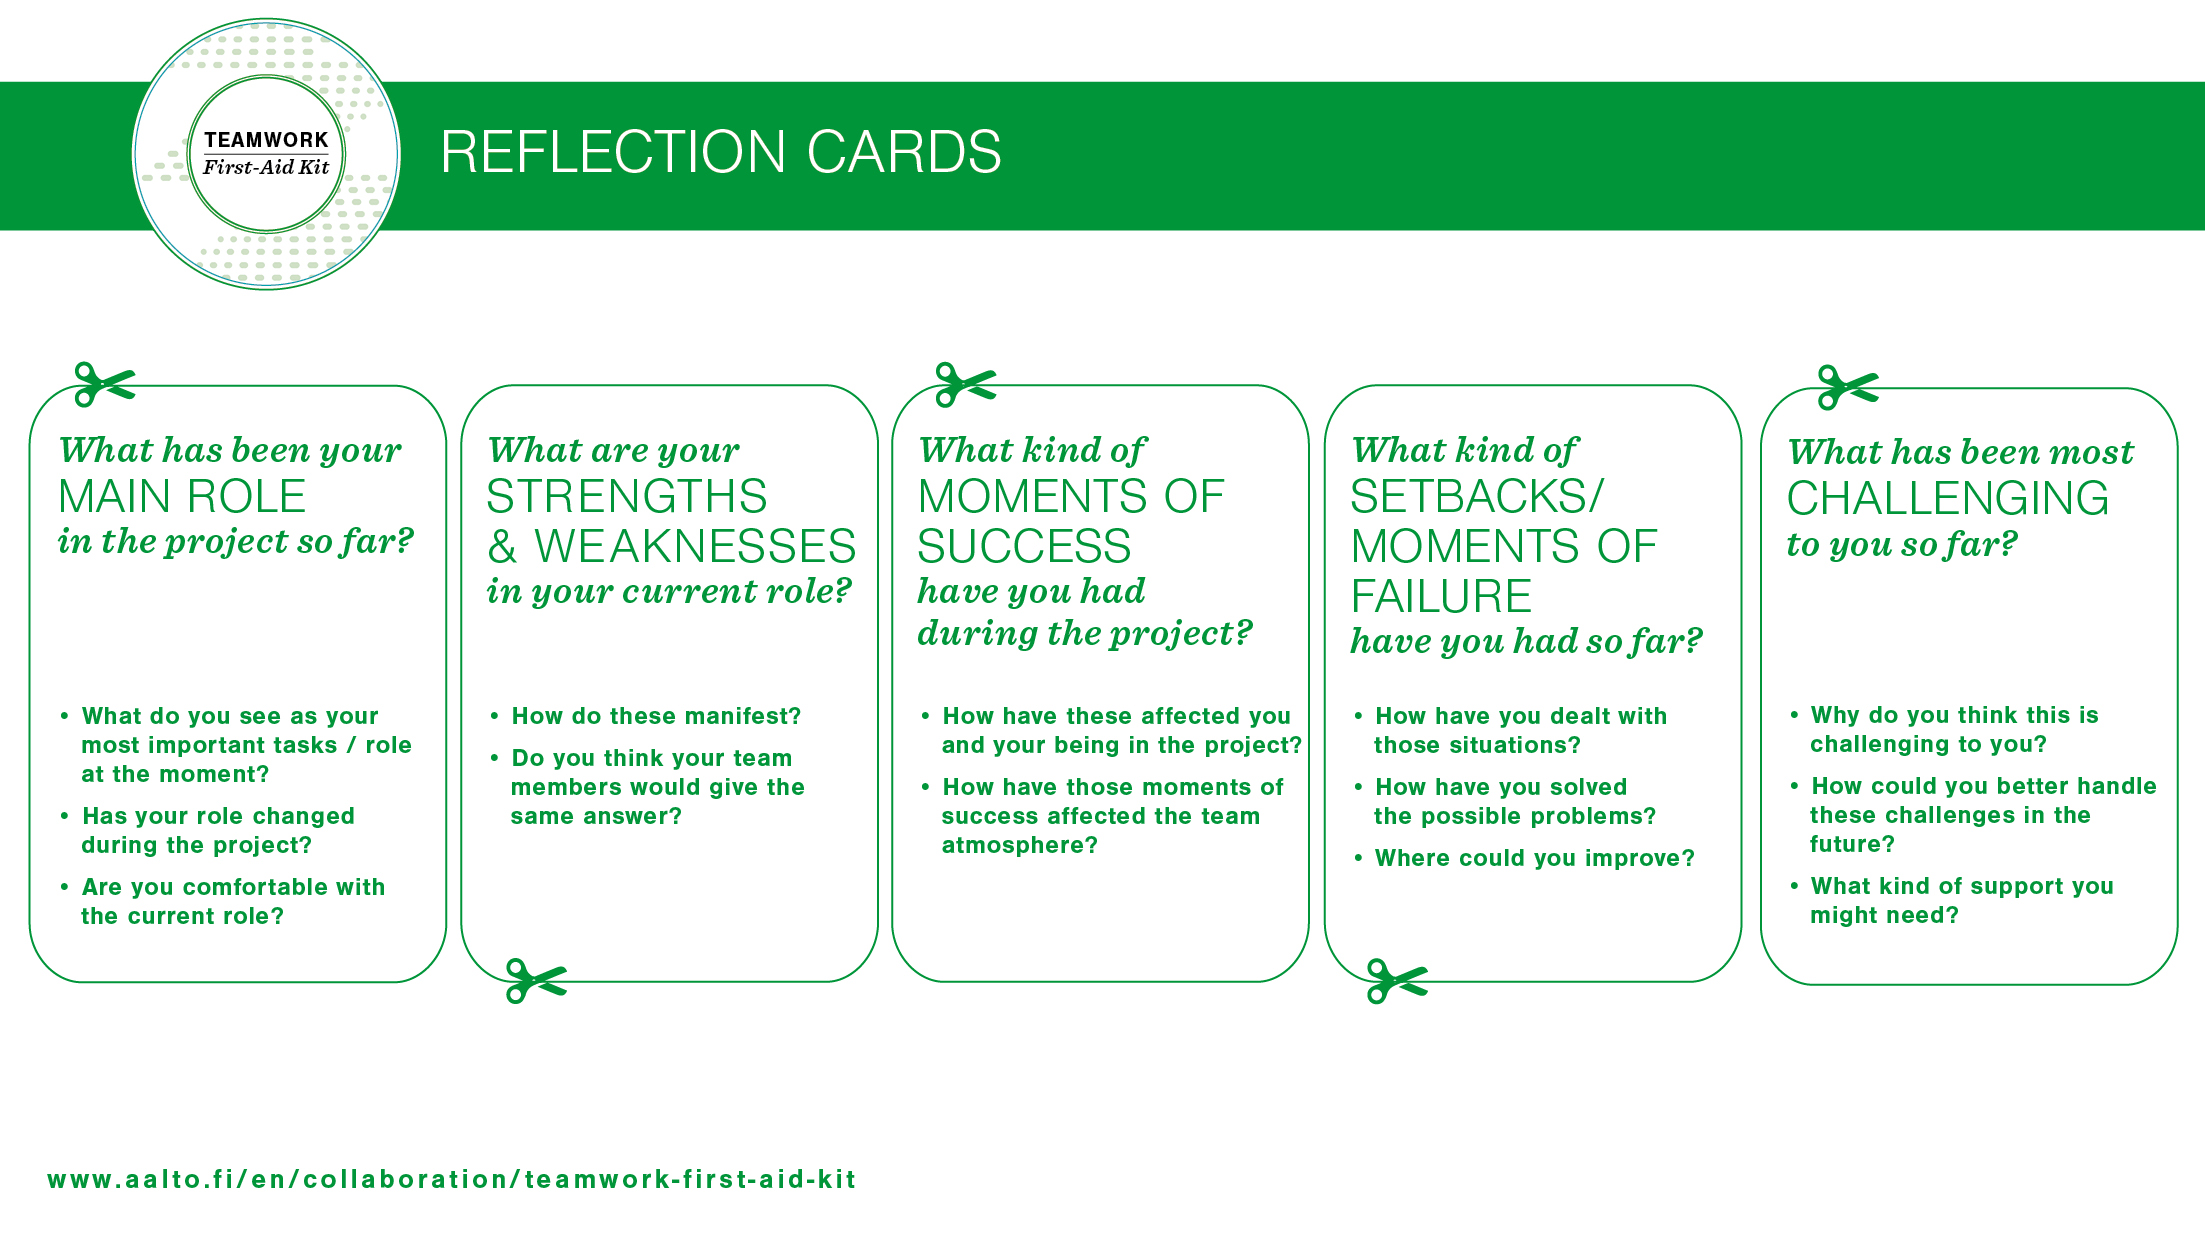 TEAMWORK
First-Aid Kit
REFLECTION CARDS
What has been your
MAIN ROLE
in the project so far?
• What do you see as your
most important tasks / role
at the moment?
• Has your role changed
during the project?
• Are you comfortable with
the current role?
What are your
STRENGTHS
& WEAKNESSES
in your current role?
• How do these manifest?
• Do you think your team
members would give the
same answer?
What kind of
MOMENTS OF
SUCCESS
have you had
during the project?
• How have these affected you
and your being in the project?
• How have those moments of
success affected the team
atmosphere?
What kind of
SETBACKS/
MOMENTS OF
FAILURE
have you had so far?
• How have you dealt with
those situations?
• How have you solved
the possible problems?
• Where could you improve?
What has been most
CHALLENGING
to you so far?
• Why do you think this is
challenging to you?
• How could you better handle
these challenges in the
future?
• What kind of support you
might need?
www.aalto.fi/en/collaboration/teamwork-first-aid-kit